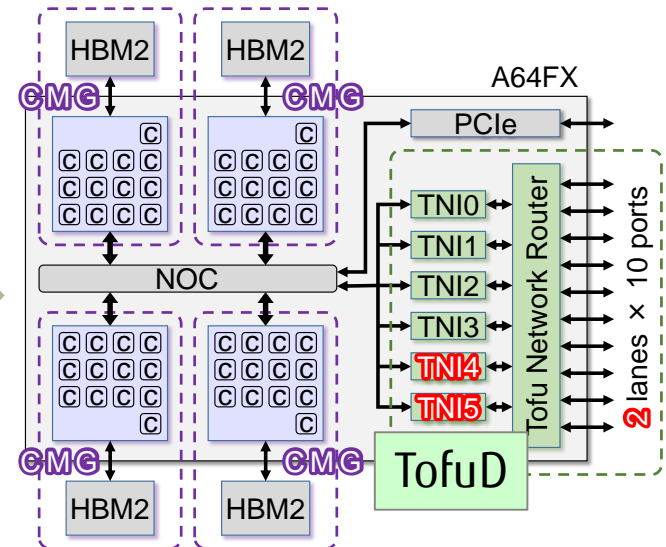 HBM2
HBM2
CMG
CMG
A64FX
C
C C C C
C C C C
C C C C
C
C C C C
C C C C
C C C C
PCIe
TNI0
TNI1
TNI2
TNI3
TNI4
TNI5
Tofu Network Router
2 lanes × 10 ports
NOC
C C C C
C C C C
C C C C
C
C C C C
C C C C
C C C C
C
CMG
CMG
TofuD
HBM2
HBM2